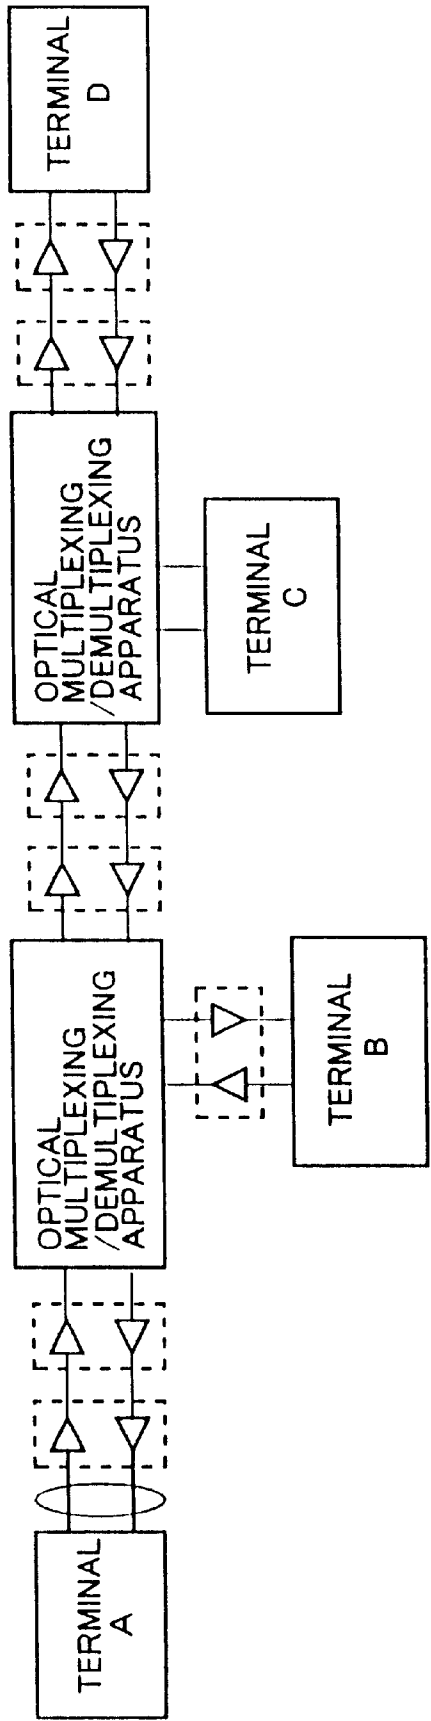 TERMINAL
A
OPTICAL
MULTIPLEXING
/DEMULTIPLEXING
APPARATUS
TERMINAL
B
OPTICAL
MULTIPLEXING
/DEMULTIPLEXING
APPARATUS
TERMINAL
C
TERMINAL
D